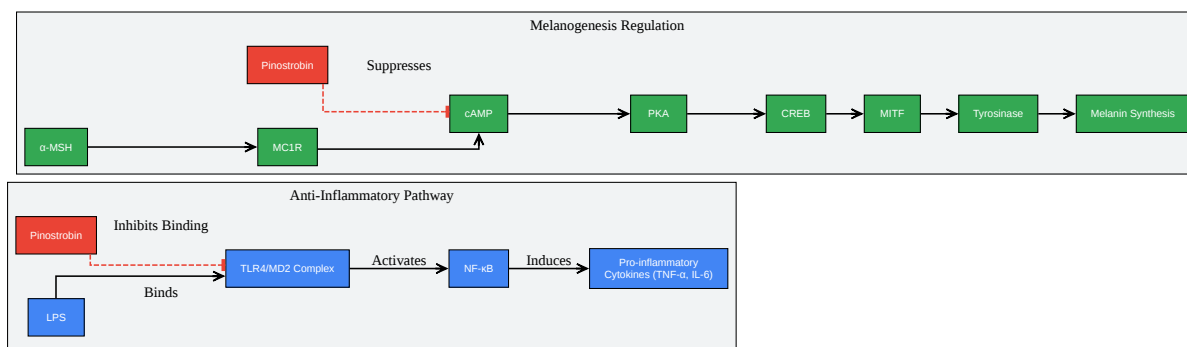 Melanogenesis Regulation
Pinostrobin
Suppresses
cAMP
PKA
CREB
MITF
Tyrosinase
Melanin Synthesis
α-MSH
MC1R
Anti-Inflammatory Pathway
Pinostrobin
Inhibits Binding
TLR4/MD2 Complex
Activates
NF-κB
Induces
Pro-inflammatory
Cytokines (TNF-α, IL-6)
Binds
LPS